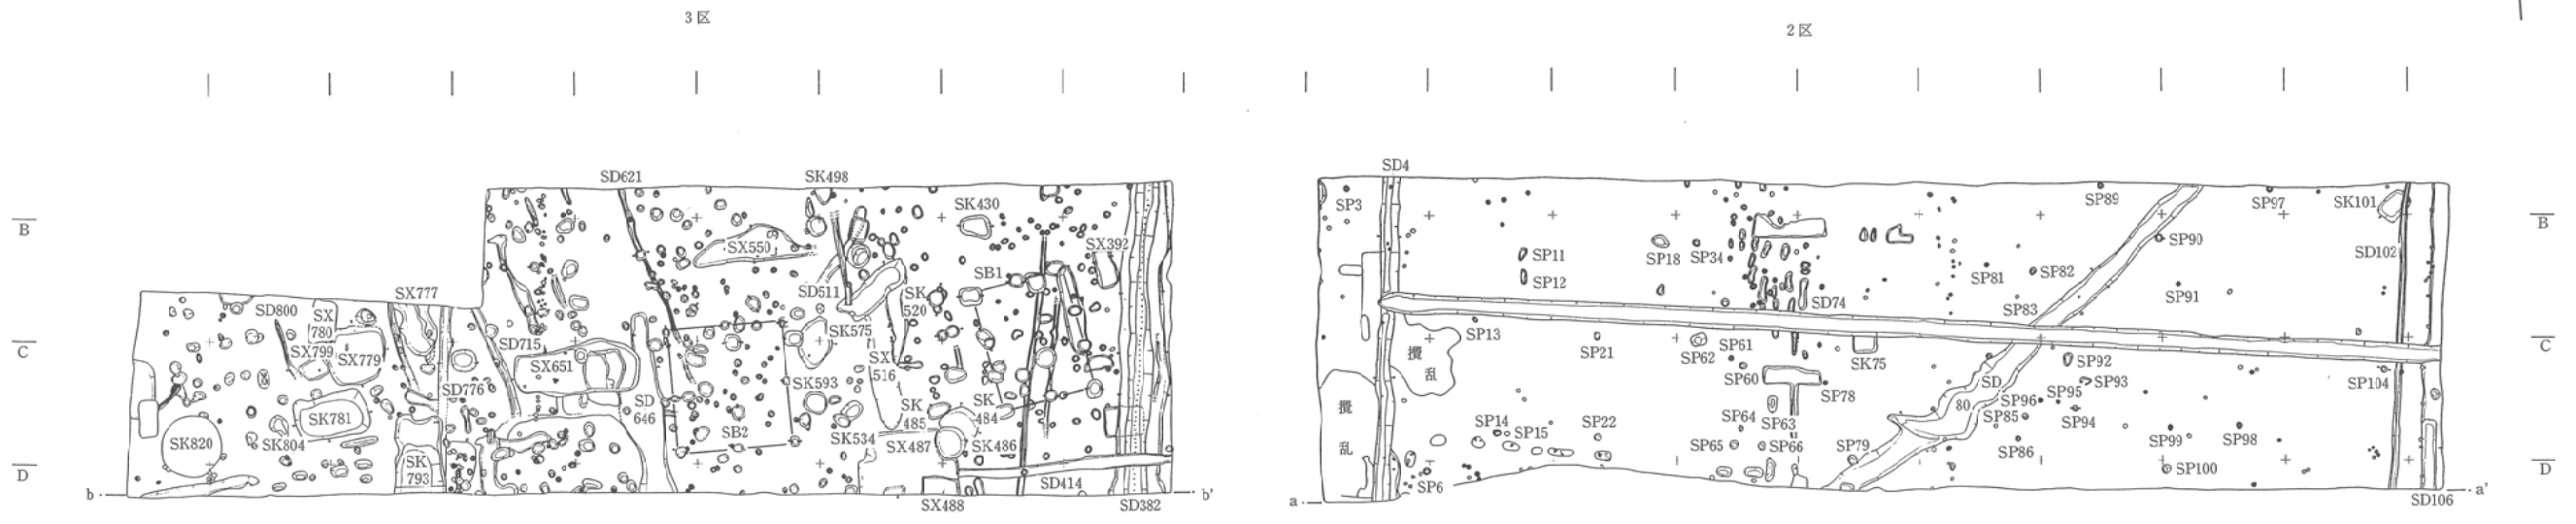 3区
2区
B
C
D
b
b'
SD621
SK498
SK430
SX550
SX392
SB1
SD511
SK
520
SX777
SD800
SX
780
SX799
SX779
SD715
SX651
SK575
SX
516
SD776
SK593
SD
646
SK
485
SK
484
SK781
SK820
SK804
SB2
SK534
SX487
SK486
SK
793
SD414
SX488
SD382
SD4
SP3
SP89
SP97
SK101
B
SP11
SP12
SP18
SP34
SP90
SD102
SP81
SP82
SP91
SD74
SP83
SP13
SP21
SP62
SP61
SK75
C
攪
乱
SP60
SP92
SP93
SP104
SD
80
SP78
SP95
SP96
攪
乱
SP14
SP15
SP22
SP64
SP63
SP85
SP94
SP65
SP66
SP79
SP86
SP99
SP98
SP100
D
SP6
a
a'
SD106